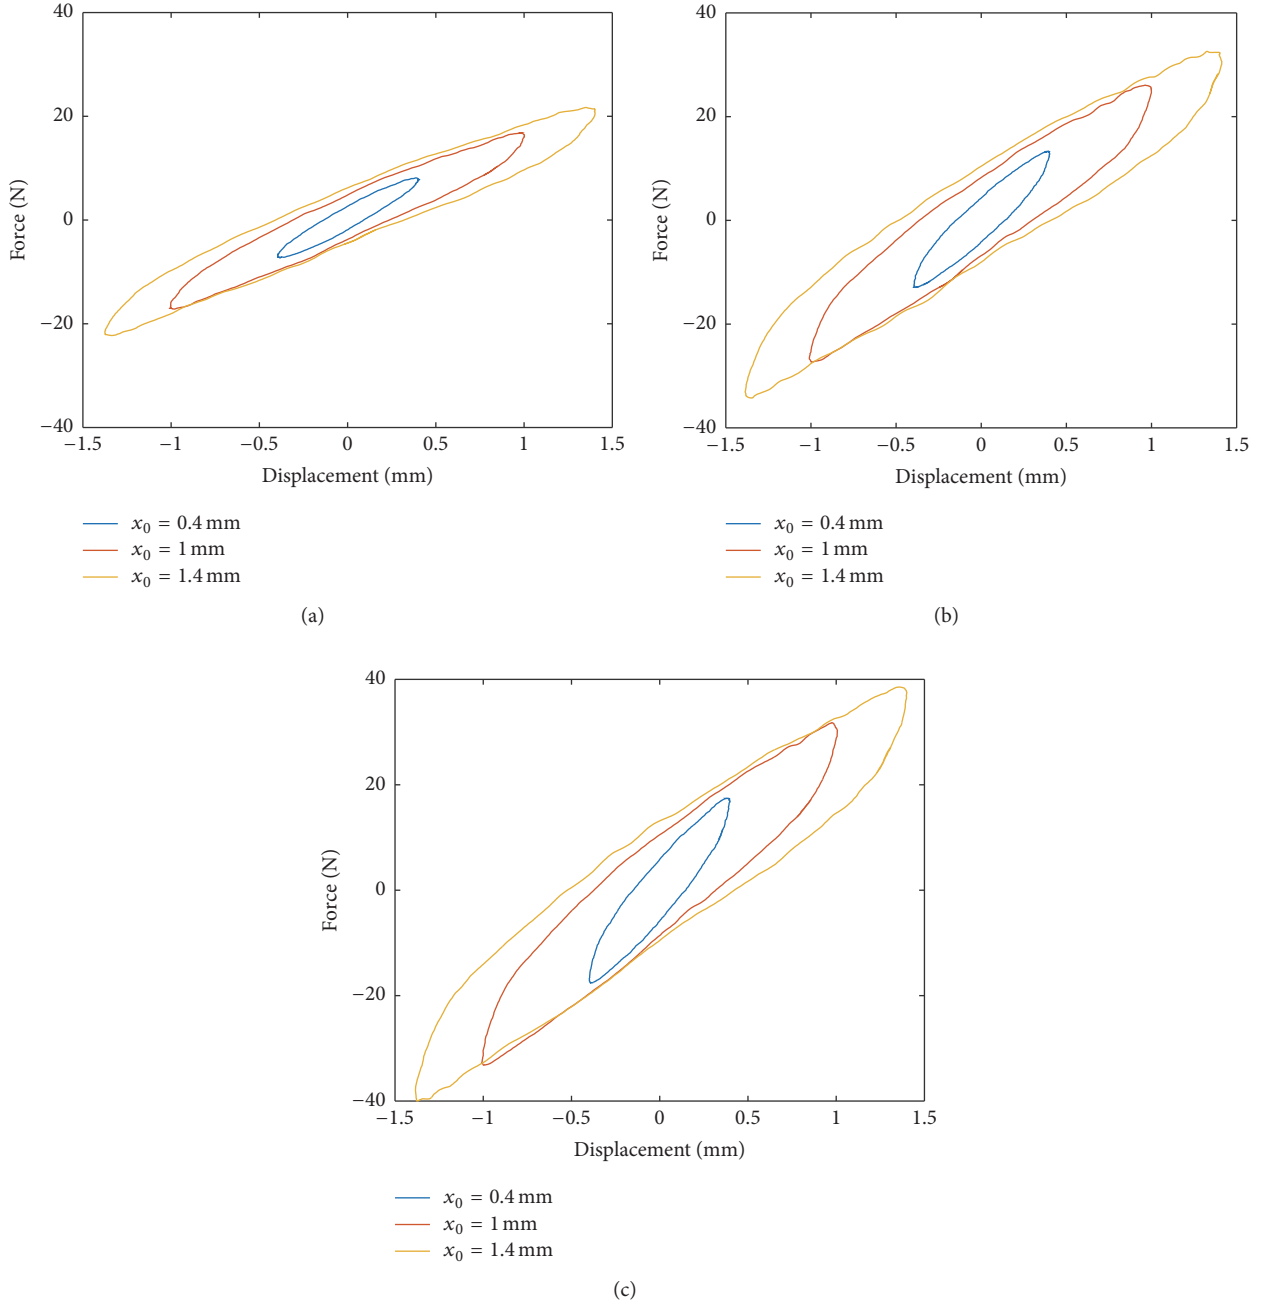 40
20
0
−20
−40
Force (N)
−1.5 −1 −0.5 0 0.5 1 1.5
Displacement (mm)
x₀ = 0.4 mm
x₀ = 1 mm
x₀ = 1.4 mm
(a)
40
20
0
−20
−40
Force (N)
−1.5 −1 −0.5 0 0.5 1 1.5
Displacement (mm)
x₀ = 0.4 mm
x₀ = 1 mm
x₀ = 1.4 mm
(b)
40
20
0
−20
−40
Force (N)
−1.5 −1 −0.5 0 0.5 1 1.5
Displacement (mm)
x₀ = 0.4 mm
x₀ = 1 mm
x₀ = 1.4 mm
(c)